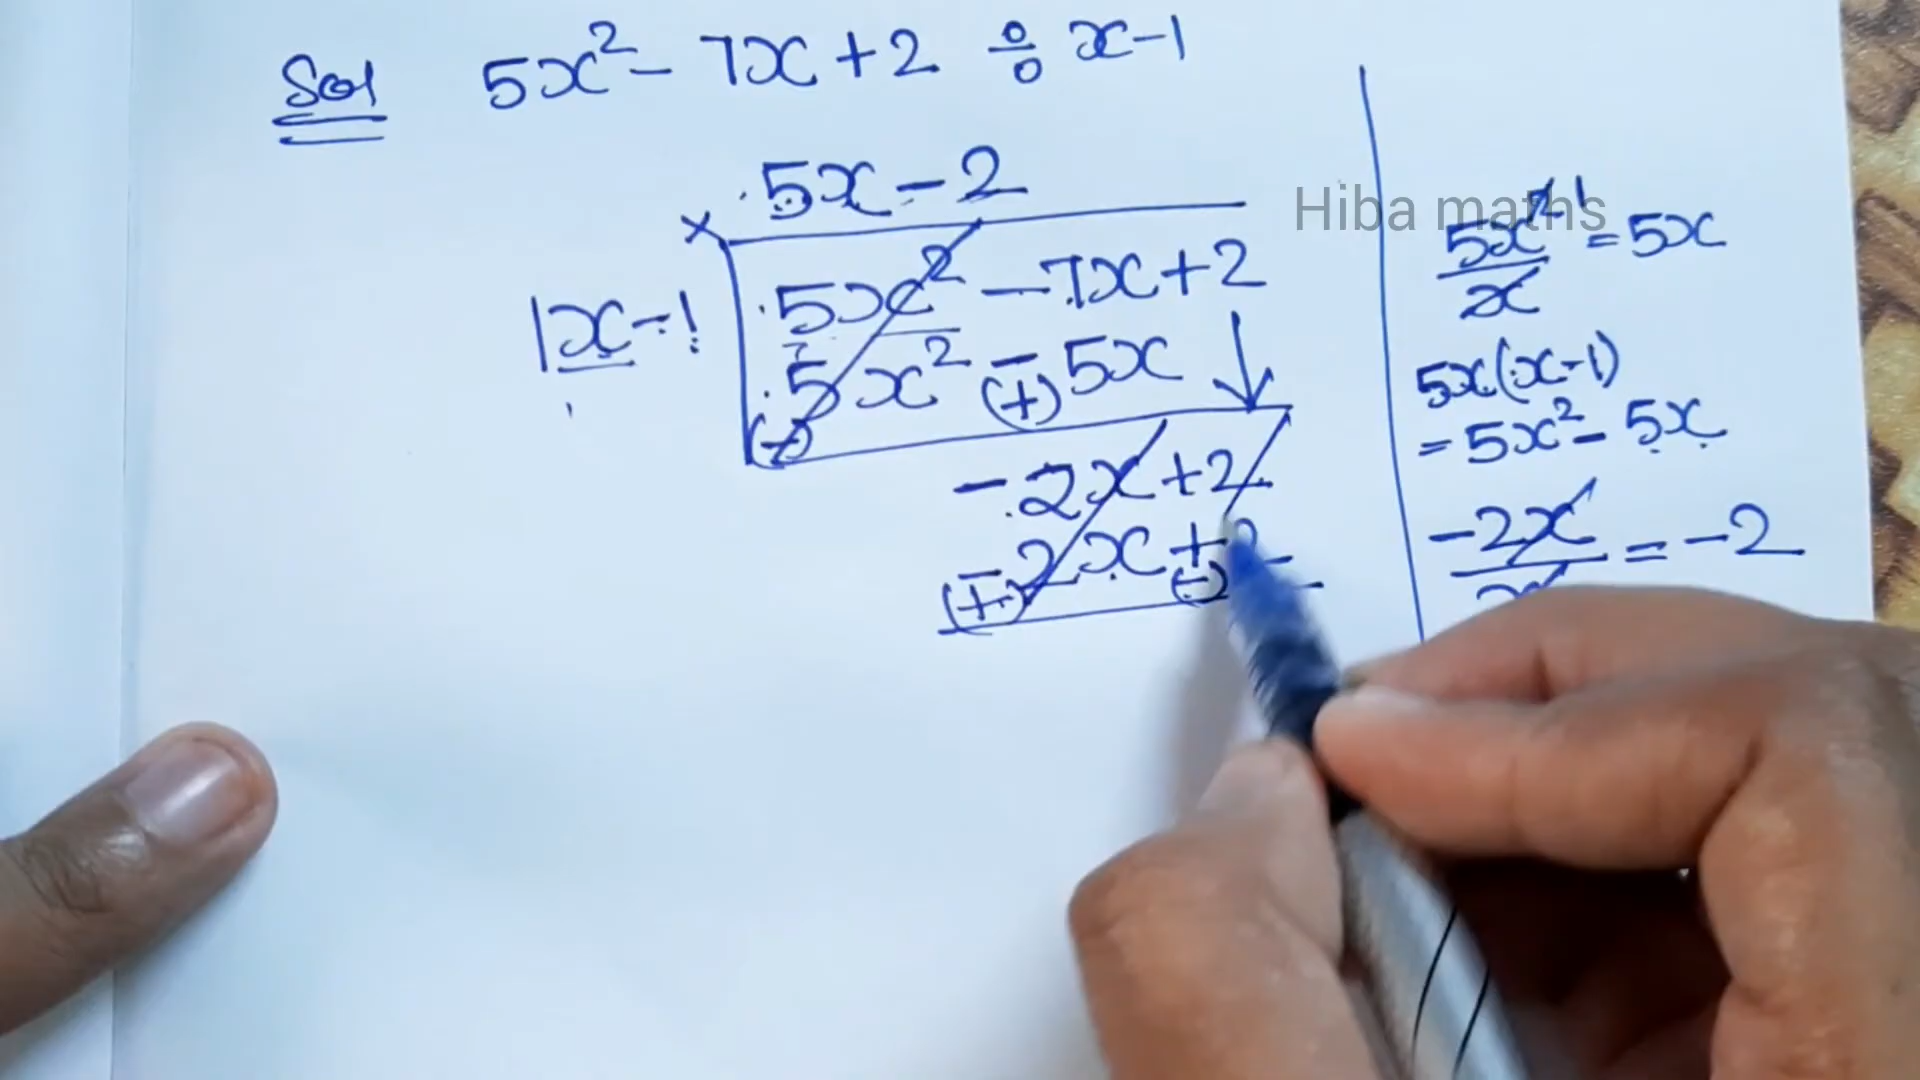 Sol 5x² - 7x + 2 ÷ x-1
5x - 2
x-1 5x² - 7x + 2
5x² - 5x
(-) (+)
-2x + 2
-2x + 2
(+) (-)
Hiba maths
5x²/x = 5x
5x(x-1)
= 5x² - 5x
-2x/x = -2